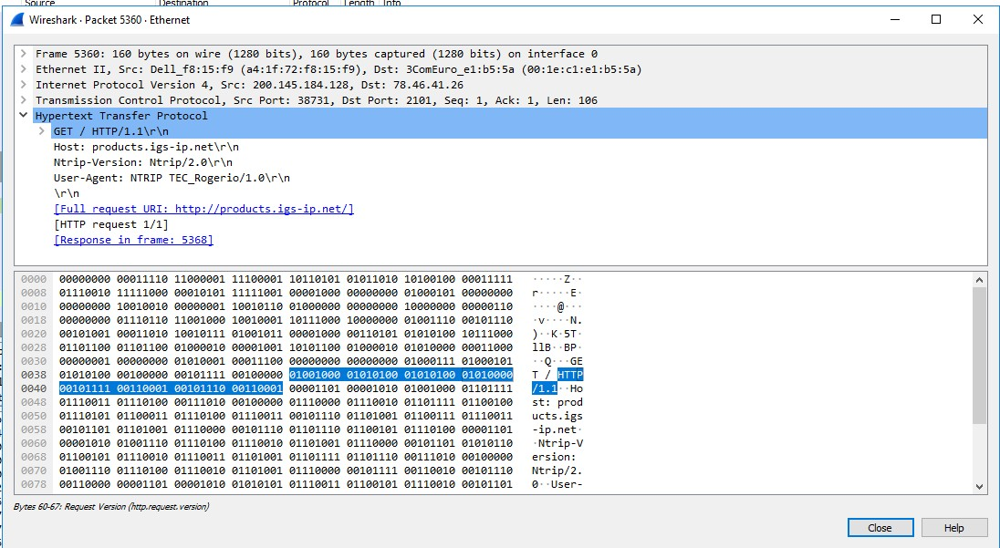 Source Destination Protocol Length Info
Wireshark · Packet 5360 · Ethernet
Frame 5360: 160 bytes on wire (1280 bits), 160 bytes captured (1280 bits) on interface 0
Ethernet II, Src: Dell_f8:15:f9 (a4:1f:72:f8:15:f9), Dst: 3ComEuro_e1:b5:5a (00:1e:c1:e1:b5:5a)
Internet Protocol Version 4, Src: 200.145.184.128, Dst: 78.46.41.26
Transmission Control Protocol, Src Port: 38731, Dst Port: 2101, Seq: 1, Ack: 1, Len: 106
Hypertext Transfer Protocol
GET / HTTP/1.1\r\n
Host: products.igs-ip.net\r\n
Ntrip-Version: Ntrip/2.0\r\n
User-Agent: NTRIP TEC_Rogerio/1.0\r\n
\r\n
[Full request URI: http://products.igs-ip.net/]
[HTTP request 1/1]
[Response in frame: 5368]
0000 00000000 00011110 11000001 11100001 10110101 01011010 10100100 00011111 ·····Z··
0008 01110010 11111000 00010101 11111001 00001000 00000000 01000101 00000000 r·····E·
0010 00000000 10010010 00000001 10010110 01000000 00000000 10000000 00000110 ····@···
0018 00000000 01110110 11001000 10010001 10111000 10000000 01001110 00101110 ·v····N.
0020 00101001 00011010 10010111 01001011 00001000 00110101 01010100 10111000 )··K·5T·
0028 01101100 01101100 01000010 00001001 10101100 01000010 01010000 00011000 llB··BP·
0030 00000001 00000000 01010001 00011100 00000000 00000000 01000111 01000101 ··Q···GE
0038 01010100 00100000 00101111 00100000 01001000 01010100 01010100 01010000 T / HTTP
0040 00101111 00110001 00101110 00110001 00001101 00001010 01001000 01101111 /1.1··Ho
0048 01110011 01110100 00111010 00100000 01110000 01110010 01101111 01100100 st: prod
0050 01110101 01100011 01110100 01110011 00101110 01101001 01100111 01110011 ucts.igs
0058 00101101 01101001 01110000 00101110 01101110 01100101 01110100 00001101 -ip.net·
0060 00001010 01001110 01110100 01110010 01101001 01110000 00101101 01010110 ·Ntrip-V
0068 01100101 01110010 01110011 01101001 01101111 01101110 00111010 00100000 ersion:
0070 01001110 01110100 01110010 01101001 01110000 00101111 00110010 00101110 Ntrip/2.
0078 00110000 00001101 00001010 01010101 01110011 01100101 01110010 00101101 0··User-
Bytes 60-67: Request Version (http.request.version)
Close Help